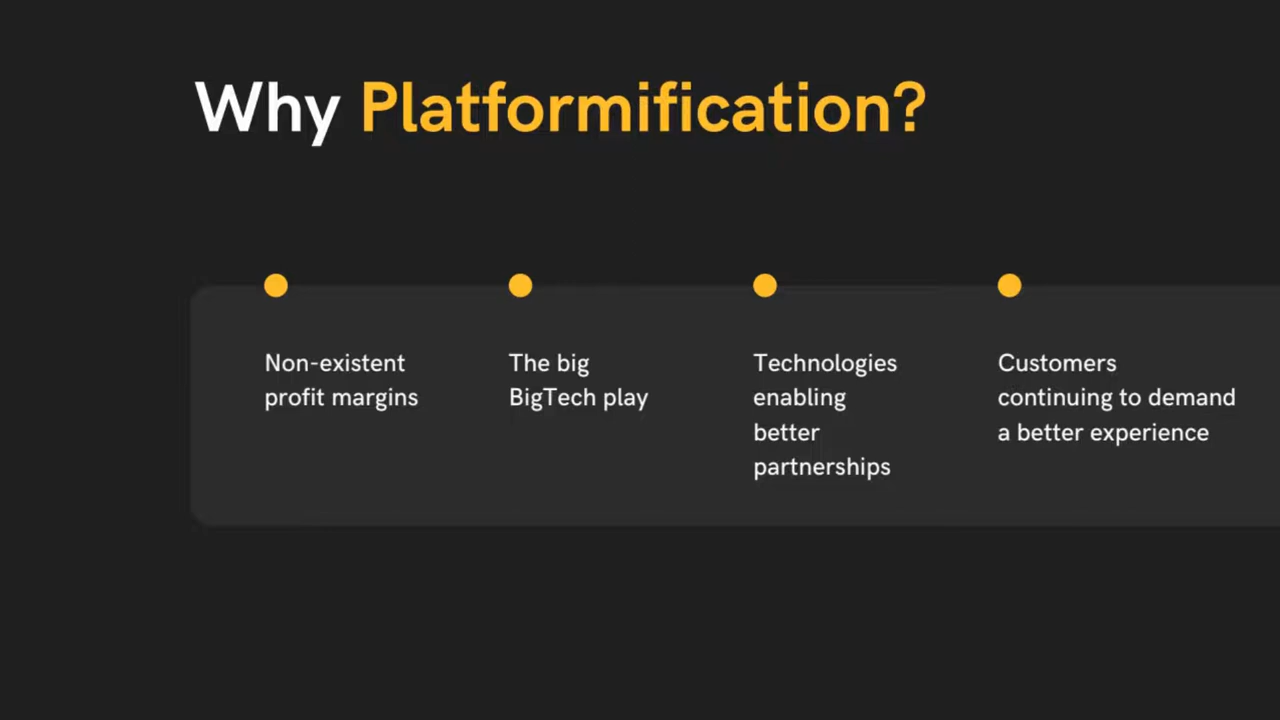 Why Platformification?
Non-existent
profit margins
The big
BigTech play
Technologies
enabling
better
partnerships
Customers
continuing to demand
a better experience